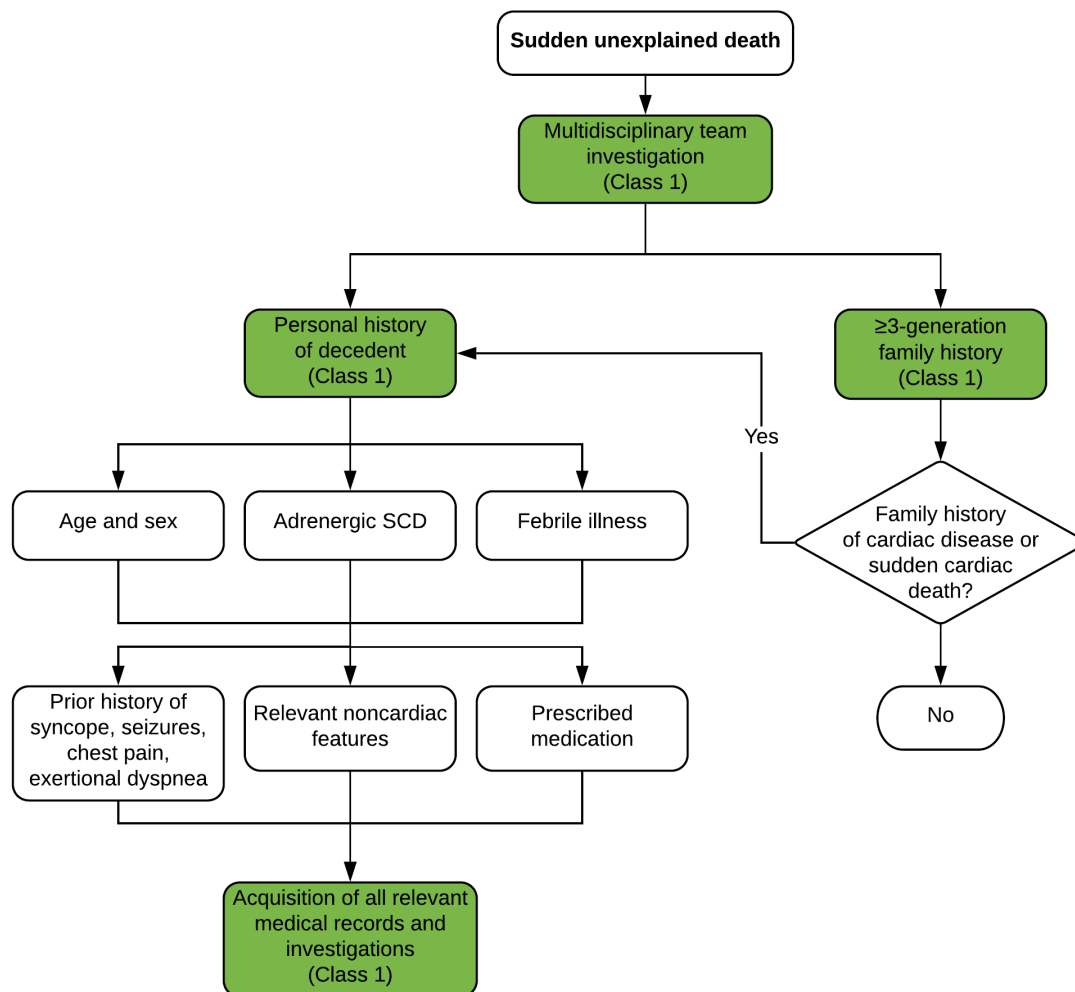 Sudden unexplained death
Multidisciplinary team
investigation
(Class 1)
Personal history
of decedent
(Class 1)
≥3-generation
family history
(Class 1)
Yes
Age and sex
Adrenergic SCD
Febrile illness
Family history
of cardiac disease or
sudden cardiac
death?
Prior history of
syncope, seizures,
chest pain,
exertional dyspnea
Relevant noncardiac
features
Prescribed
medication
No
Acquisition of all relevant
medical records and
investigations
(Class 1)